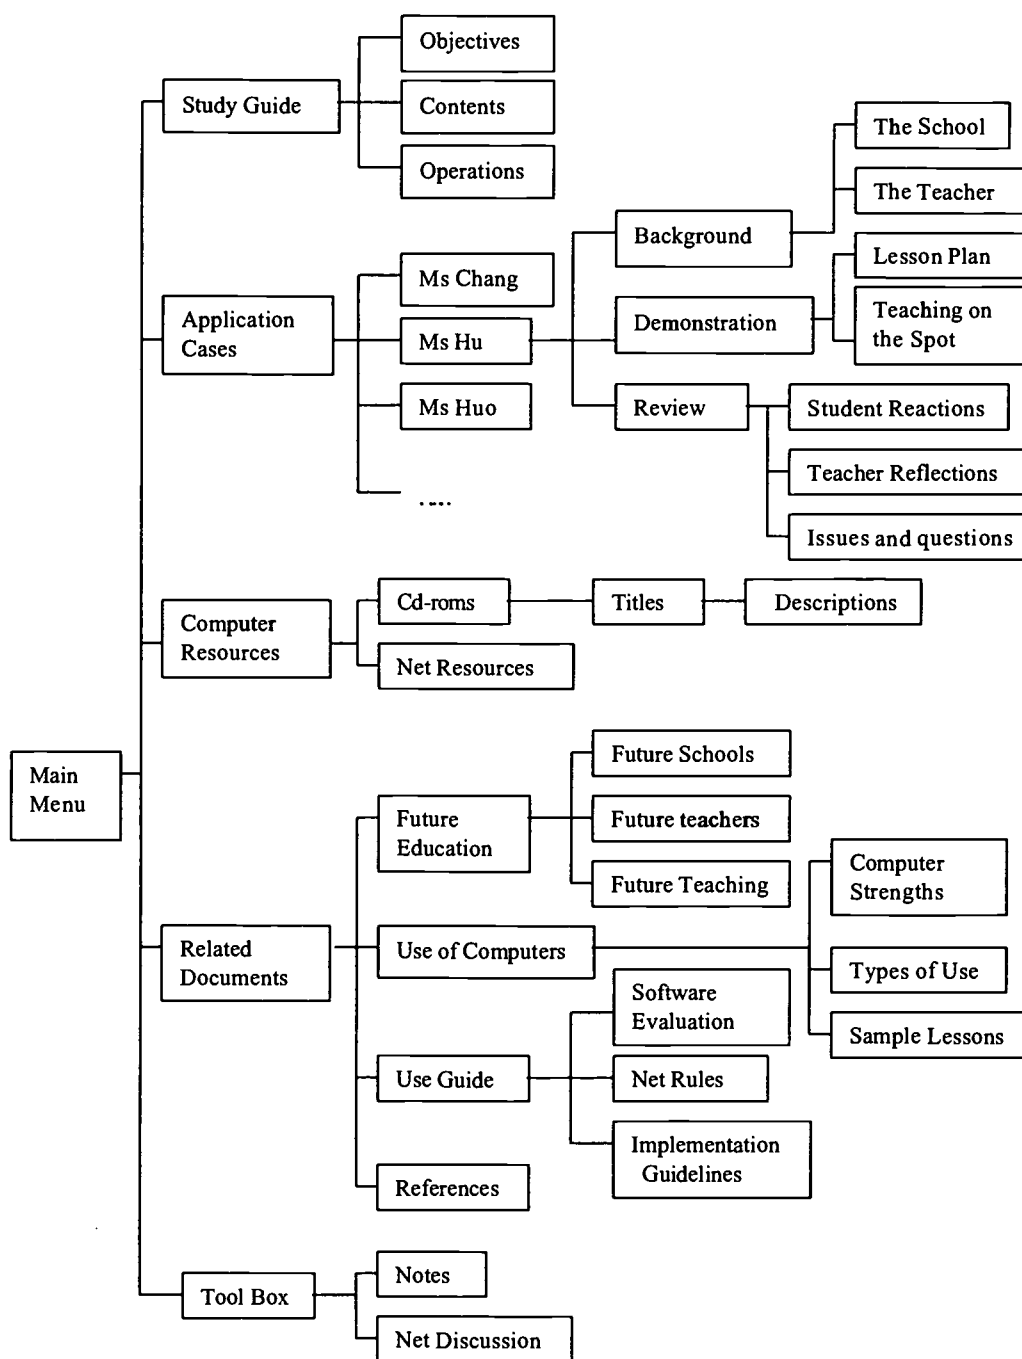 Main
Menu
Study Guide
Objectives
Contents
Operations
Application
Cases
Ms Chang
Ms Hu
Ms Huo
.....
Background
The School
The Teacher
Demonstration
Lesson Plan
Teaching on
the Spot
Review
Student Reactions
Teacher Reflections
Issues and questions
Computer
Resources
Cd-roms
Titles
Descriptions
Net Resources
Related
Documents
Future
Education
Future Schools
Future teachers
Future Teaching
Use of Computers
Computer
Strengths
Types of Use
Sample Lessons
Use Guide
Software
Evaluation
Net Rules
Implementation
Guidelines
References
Tool Box
Notes
Net Discussion